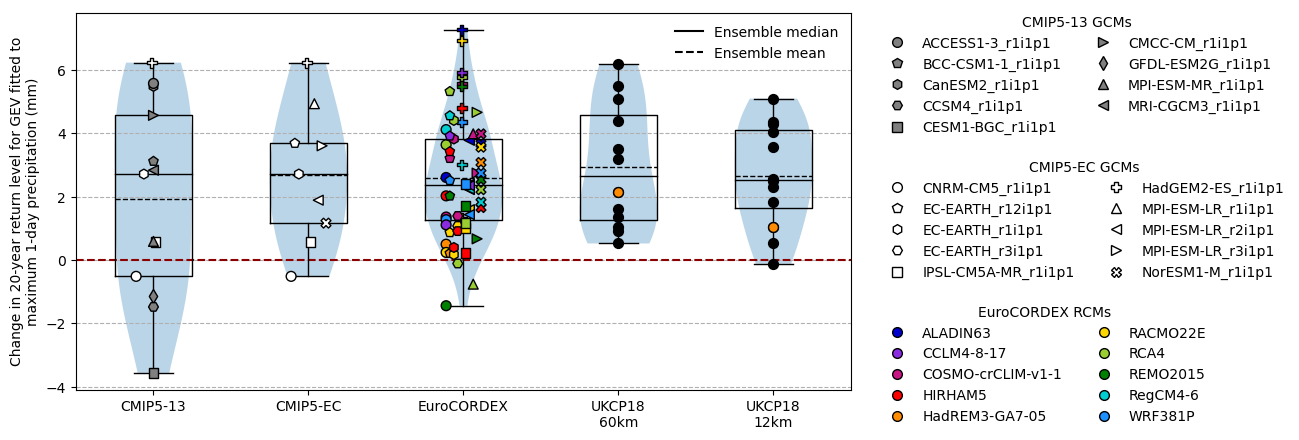 Change in 20-year return level for GEV fitted to
maximum 1-day precipitation (mm)
6
4
2
0
−2
−4
Ensemble median
Ensemble mean
CMIP5-13
CMIP5-EC
EuroCORDEX
UKCP18
60km
UKCP18
12km
CMIP5-13 GCMs
ACCESS1-3_r1i1p1
BCC-CSM1-1_r1i1p1
CanESM2_r1i1p1
CCSM4_r1i1p1
CESM1-BGC_r1i1p1
CMCC-CM_r1i1p1
GFDL-ESM2G_r1i1p1
MPI-ESM-MR_r1i1p1
MRI-CGCM3_r1i1p1
CMIP5-EC GCMs
CNRM-CM5_r1i1p1
EC-EARTH_r12i1p1
EC-EARTH_r1i1p1
EC-EARTH_r3i1p1
IPSL-CM5A-MR_r1i1p1
HadGEM2-ES_r1i1p1
MPI-ESM-LR_r1i1p1
MPI-ESM-LR_r2i1p1
MPI-ESM-LR_r3i1p1
NorESM1-M_r1i1p1
EuroCORDEX RCMs
ALADIN63
CCLM4-8-17
COSMO-crCLIM-v1-1
HIRHAM5
HadREM3-GA7-05
RACMO22E
RCA4
REMO2015
RegCM4-6
WRF381P